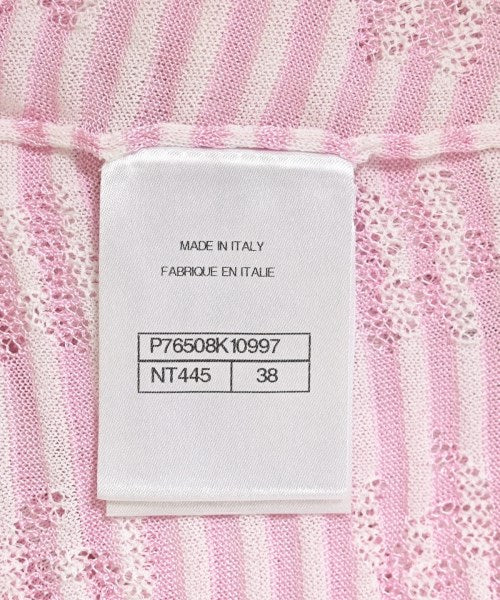 MADE IN ITALY
FABRIQUE EN ITALIE
P76508K10997
NT445 38